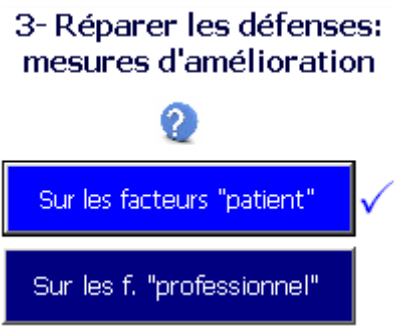 3- Réparer les défenses:
mesures d'amélioration
?
Sur les facteurs "patient"
Sur les f. "professionnel"